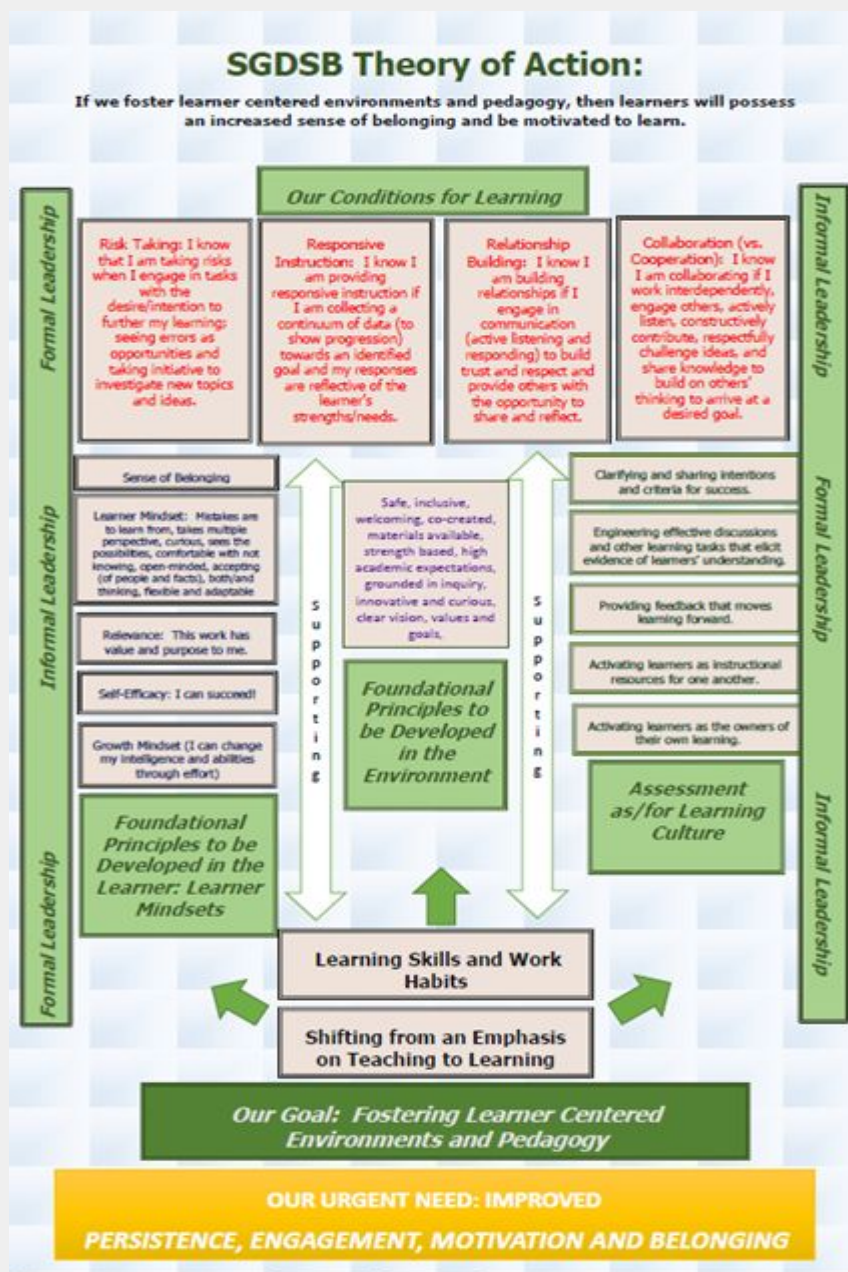 SGDSB Theory of Action:
If we foster learner centered environments and pedagogy, then learners will possess
an increased sense of belonging and be motivated to learn.
Our Conditions for Learning
Formal Leadership
Informal Leadership
Formal Leadership
Risk Taking: I know
that I am taking risks
when I engage in tasks
with the
desire/intention to
further my learning;
seeing errors as
opportunities and
taking initiative to
investigate new topics
and ideas.
Responsive
Instruction: I know I
am providing
responsive instruction if
I am collecting a
continuum of data (to
show progression)
towards an identified
goal and my responses
are reflective of the
learner's
strengths/needs.
Relationship
Building: I know I
am building
relationships if I
engage in
communication
(active listening and
responding) to build
trust and respect and
provide others with
the opportunity to
share and reflect.
Collaboration (vs.
Cooperation): I know
I am collaborating if I
work interdependently,
engage others, actively
listen, constructively
contribute, respectfully
challenge ideas, and
share knowledge to
build on others'
thinking to arrive at a
desired goal.
Informal Leadership
Formal Leadership
Informal Leadership
Sense of Belonging
Learner Mindset: Mistakes are
to learn from, takes multiple
perspective, curious, sees the
possibilities, comfortable with not
knowing, open-minded, accepting
(of people and facts), both/and
thinking, flexible and adaptable
Relevance: This work has
value and purpose to me.
Self-Efficacy: I can succeed!
Growth Mindset (I can change
my intelligence and abilities
through effort)
Foundational
Principles to be
Developed in the
Learner: Learner
Mindsets
Supporting
Safe, inclusive,
welcoming, co-created,
materials available,
strength based, high
academic expectations,
grounded in inquiry,
innovative and curious,
clear vision, values and
goals,
Foundational
Principles to
be Developed
in the
Environment
Supporting
Clarifying and sharing intentions
and criteria for success.
Engineering effective discussions
and other learning tasks that elicit
evidence of learners' understanding.
Providing feedback that moves
learning forward.
Activating learners as instructional
resources for one another.
Activating learners as the owners of
their own learning.
Assessment
as/for Learning
Culture
Learning Skills and Work
Habits
Shifting from an Emphasis
on Teaching to Learning
Our Goal: Fostering Learner Centered
Environments and Pedagogy
OUR URGENT NEED: IMPROVED
PERSISTENCE, ENGAGEMENT, MOTIVATION AND BELONGING